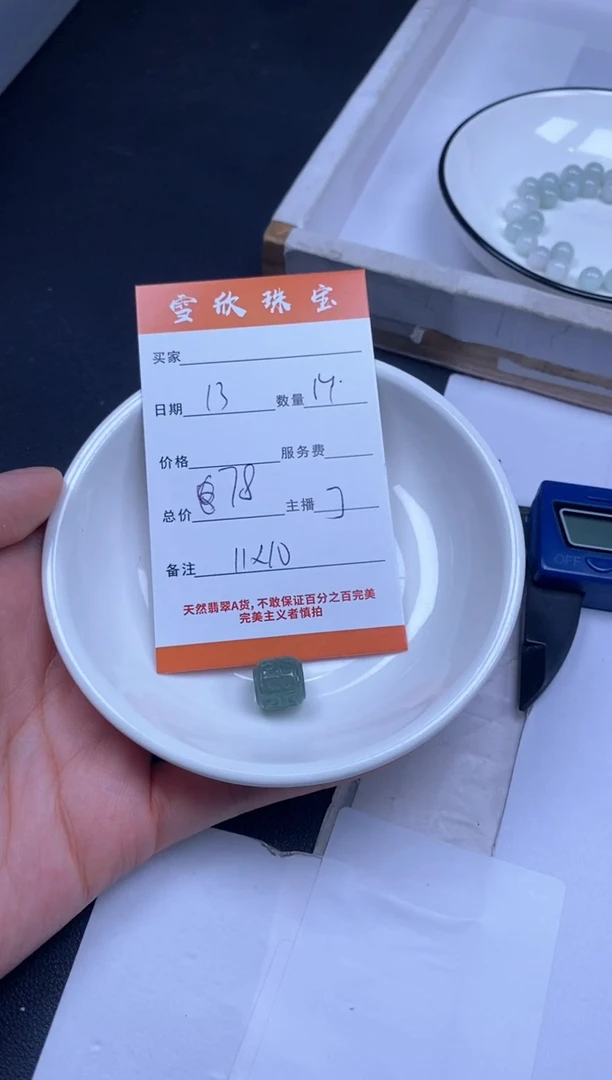 雪欣珠宝
买家
日期 13 数量 14.
价格 服务费
总价 78 主播
备注 11x10
天然翡翠A货，不敢保证百分之百完美
完美主义者慎拍
OFF